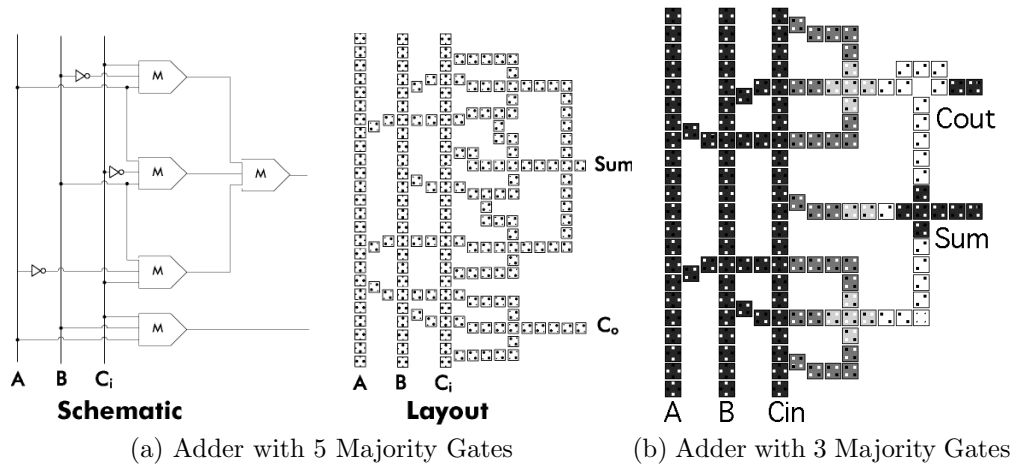 M
M
M
M
M
A B Cᵢ
Schematic
Sum
Cₒ
A B Cᵢ
Layout
(a) Adder with 5 Majority Gates
Cout
Sum
A B Cin
(b) Adder with 3 Majority Gates